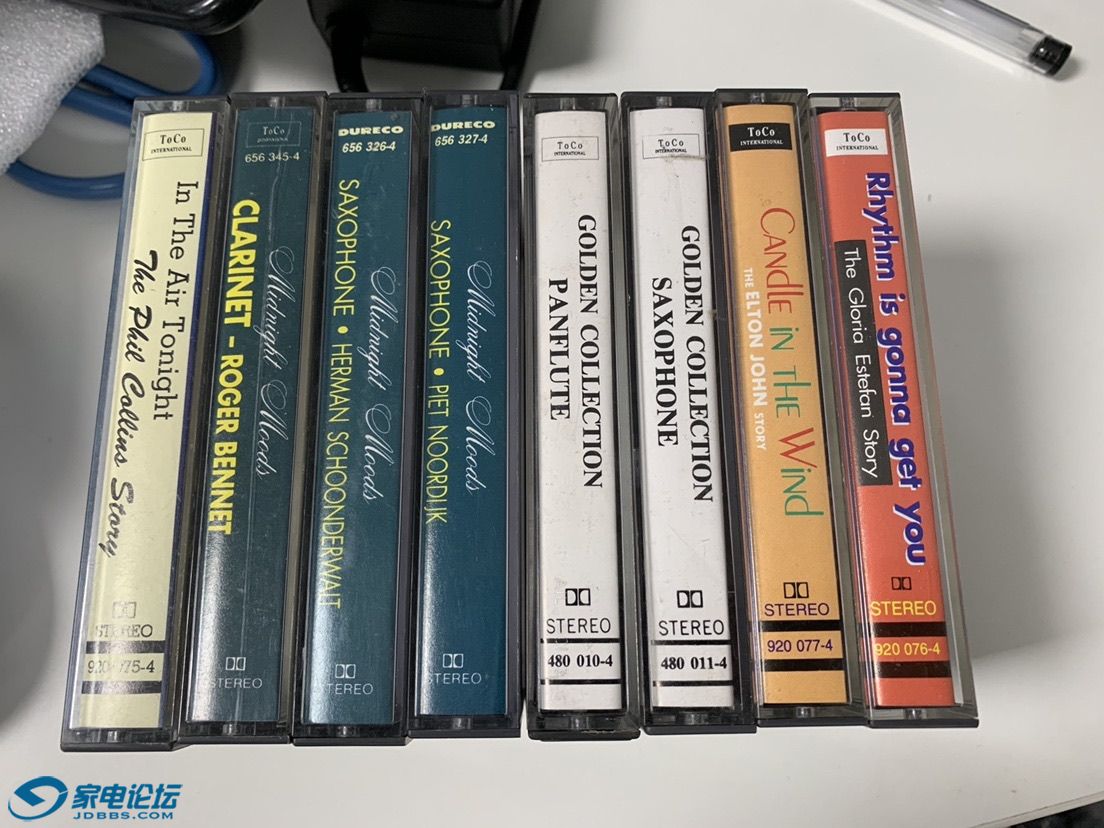 ToCo
INTERNATIONAL
In The Air Tonight
The Phil Collins Story
STEREO
920 075-4
ToCo
INTERNATIONAL
656 345-4
Midnight Moods
CLARINET – ROGER BENNET
STEREO
DURECO
656 326-4
Midnight Moods
SAXOPHONE • HERMAN SCHOONDERWALT
STEREO
DURECO
656 327-4
Midnight Moods
SAXOPHONE • PIET NOORDIJK
STEREO
ToCo
INTERNATIONAL
GOLDEN COLLECTION
PANFLUTE
STEREO
480 010-4
ToCo
INTERNATIONAL
GOLDEN COLLECTION
SAXOPHONE
STEREO
480 011-4
ToCo
INTERNATIONAL
CANDLE IN THE WIND
THE ELTON JOHN STORY
STEREO
920 077-4
ToCo
INTERNATIONAL
Rhythm is gonna get you
The Gloria Estefan Story
STEREO
920 076-4
家电论坛
JDBBS.COM